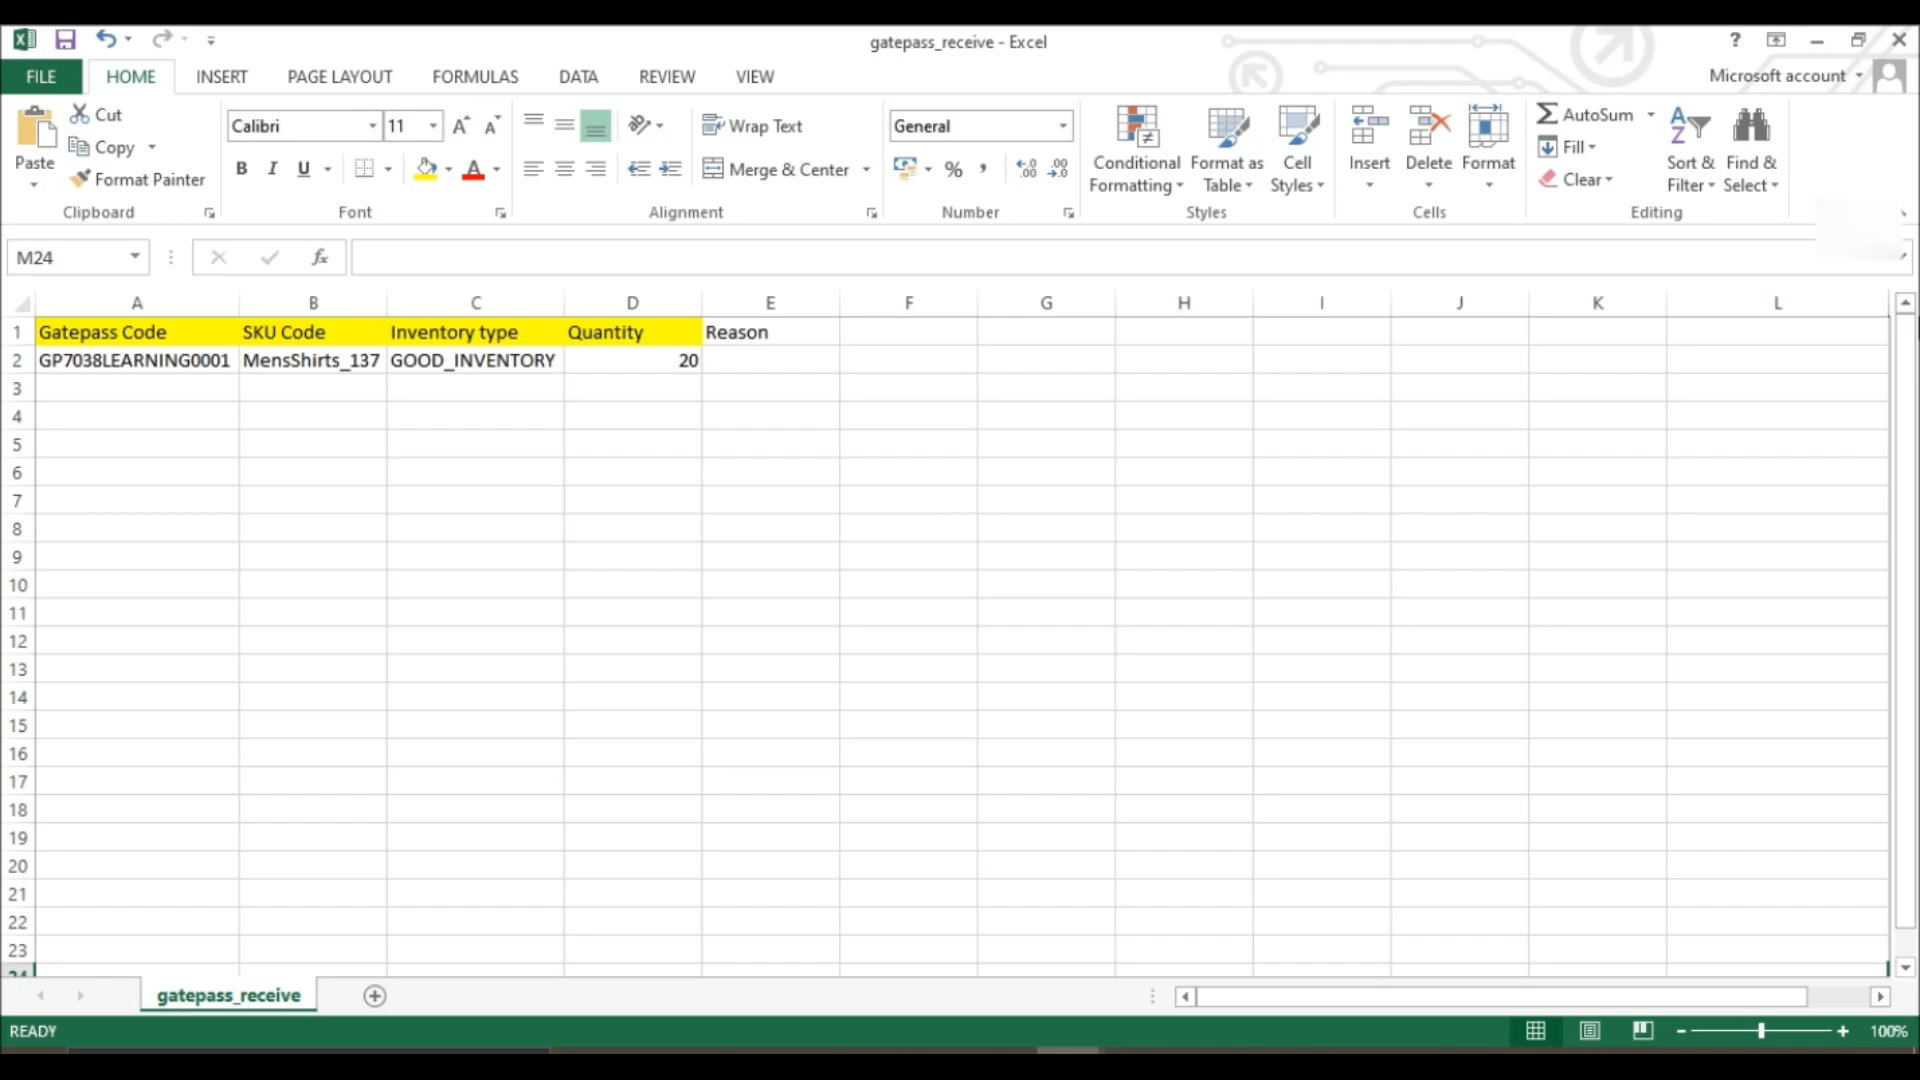 gatepass_receive - Excel
?
FILE HOME INSERT PAGE LAYOUT FORMULAS DATA REVIEW VIEW Microsoft account
Paste Cut Copy Format Painter
Clipboard
Calibri 11
B I U A
Font
Wrap Text
Merge & Center
Alignment
General
% ,
Number
Conditional Formatting Format as Table Cell Styles
Styles
Insert Delete Format
Cells
AutoSum
Fill
Clear
Sort & Filter Find & Select
Editing
M24 fx
A B C D E F G H I J K L
1 Gatepass Code SKU Code Inventory type Quantity Reason
2 GP7038LEARNING0001 MensShirts_137 GOOD_INVENTORY 20
3
4
5
6
7
8
9
10
11
12
13
14
15
16
17
18
19
20
21
22
23
24
gatepass_receive
READY 100%